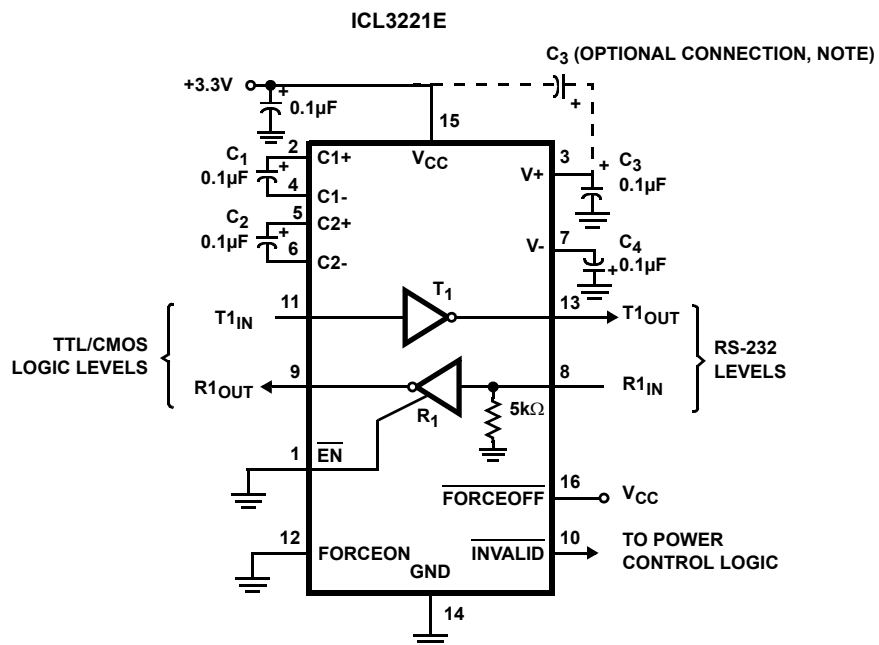 ICL3221E
C3 (OPTIONAL CONNECTION, NOTE)
+3.3V
+
0.1µF
+
15
2
C1+
VCC
3
V+
+
C3
0.1µF
C1
0.1µF
+
4
C1-
5
C2+
C2
0.1µF
+
6
C2-
7
V-
C4
0.1µF
+
T1
11
T1IN
13
T1OUT
TTL/CMOS
LOGIC LEVELS
RS-232
LEVELS
9
R1OUT
8
R1IN
5kΩ
R1
1
EN
16
FORCEOFF
VCC
12
FORCEON
10
INVALID
TO POWER
CONTROL LOGIC
GND
14